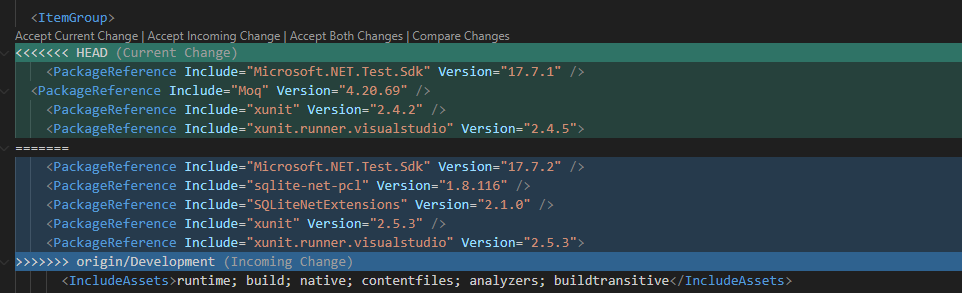 <ItemGroup>
Accept Current Change | Accept Incoming Change | Accept Both Changes | Compare Changes
<<<<<<< HEAD (Current Change)
<PackageReference Include="Microsoft.NET.Test.Sdk" Version="17.7.1" />
<PackageReference Include="Moq" Version="4.20.69" />
<PackageReference Include="xunit" Version="2.4.2" />
<PackageReference Include="xunit.runner.visualstudio" Version="2.4.5">
=======
<PackageReference Include="Microsoft.NET.Test.Sdk" Version="17.7.2" />
<PackageReference Include="sqlite-net-pcl" Version="1.8.116" />
<PackageReference Include="SQLiteNetExtensions" Version="2.1.0" />
<PackageReference Include="xunit" Version="2.5.3" />
<PackageReference Include="xunit.runner.visualstudio" Version="2.5.3">
>>>>>>> origin/Development (Incoming Change)
<IncludeAssets>runtime; build; native; contentfiles; analyzers; buildtransitive</IncludeAssets>